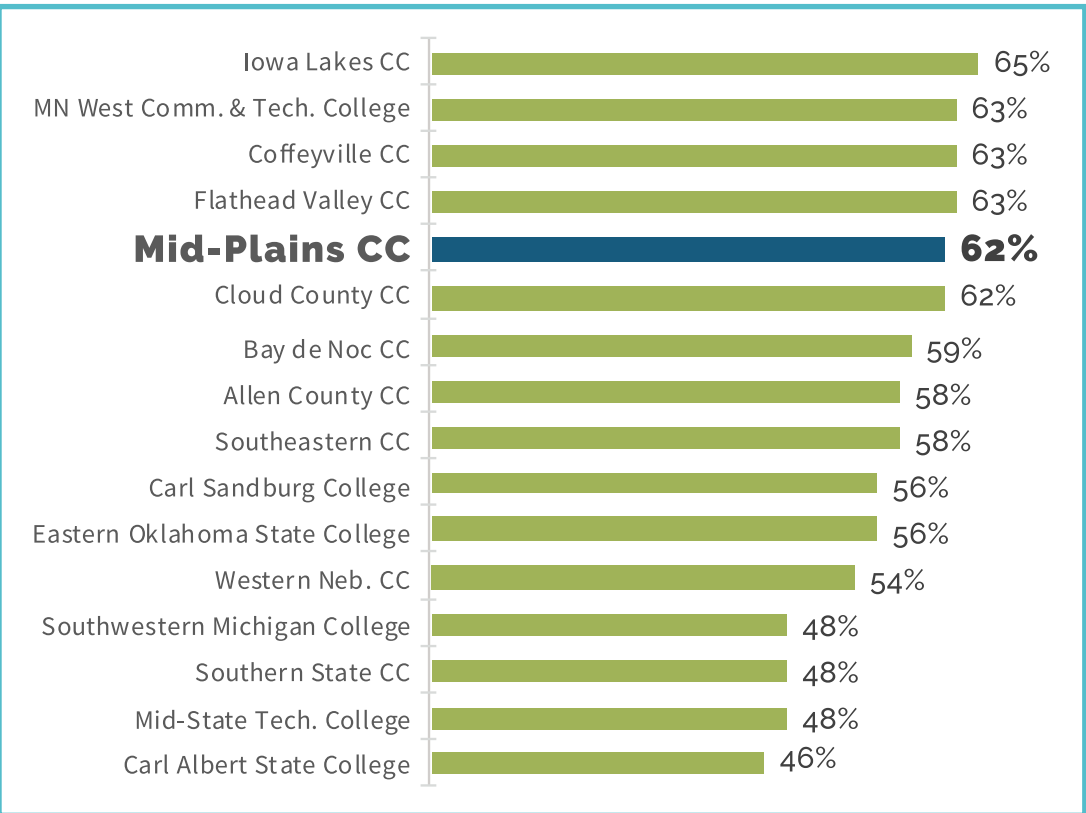 Iowa Lakes CC 65%
MN West Comm. & Tech. College 63%
Coffeyville CC 63%
Flathead Valley CC 63%
Mid-Plains CC 62%
Cloud County CC 62%
Bay de Noc CC 59%
Allen County CC 58%
Southeastern CC 58%
Carl Sandburg College 56%
Eastern Oklahoma State College 56%
Western Neb. CC 54%
Southwestern Michigan College 48%
Southern State CC 48%
Mid-State Tech. College 48%
Carl Albert State College 46%